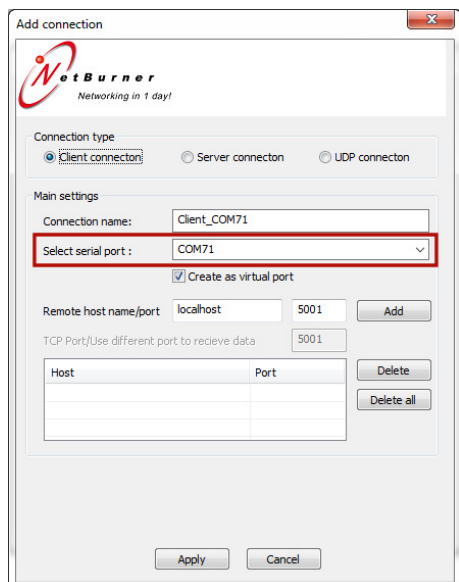 Add connection
NetBurner
Networking in 1 day!
Connection type
Client connecton
Server connecton
UDP connecton
Main settings
Connection name:
Client_COM71
Select serial port :
COM71
Create as virtual port
Remote host name/port
localhost
5001
Add
TCP Port/Use different port to recieve data
5001
Host
Port
Delete
Delete all
Apply
Cancel